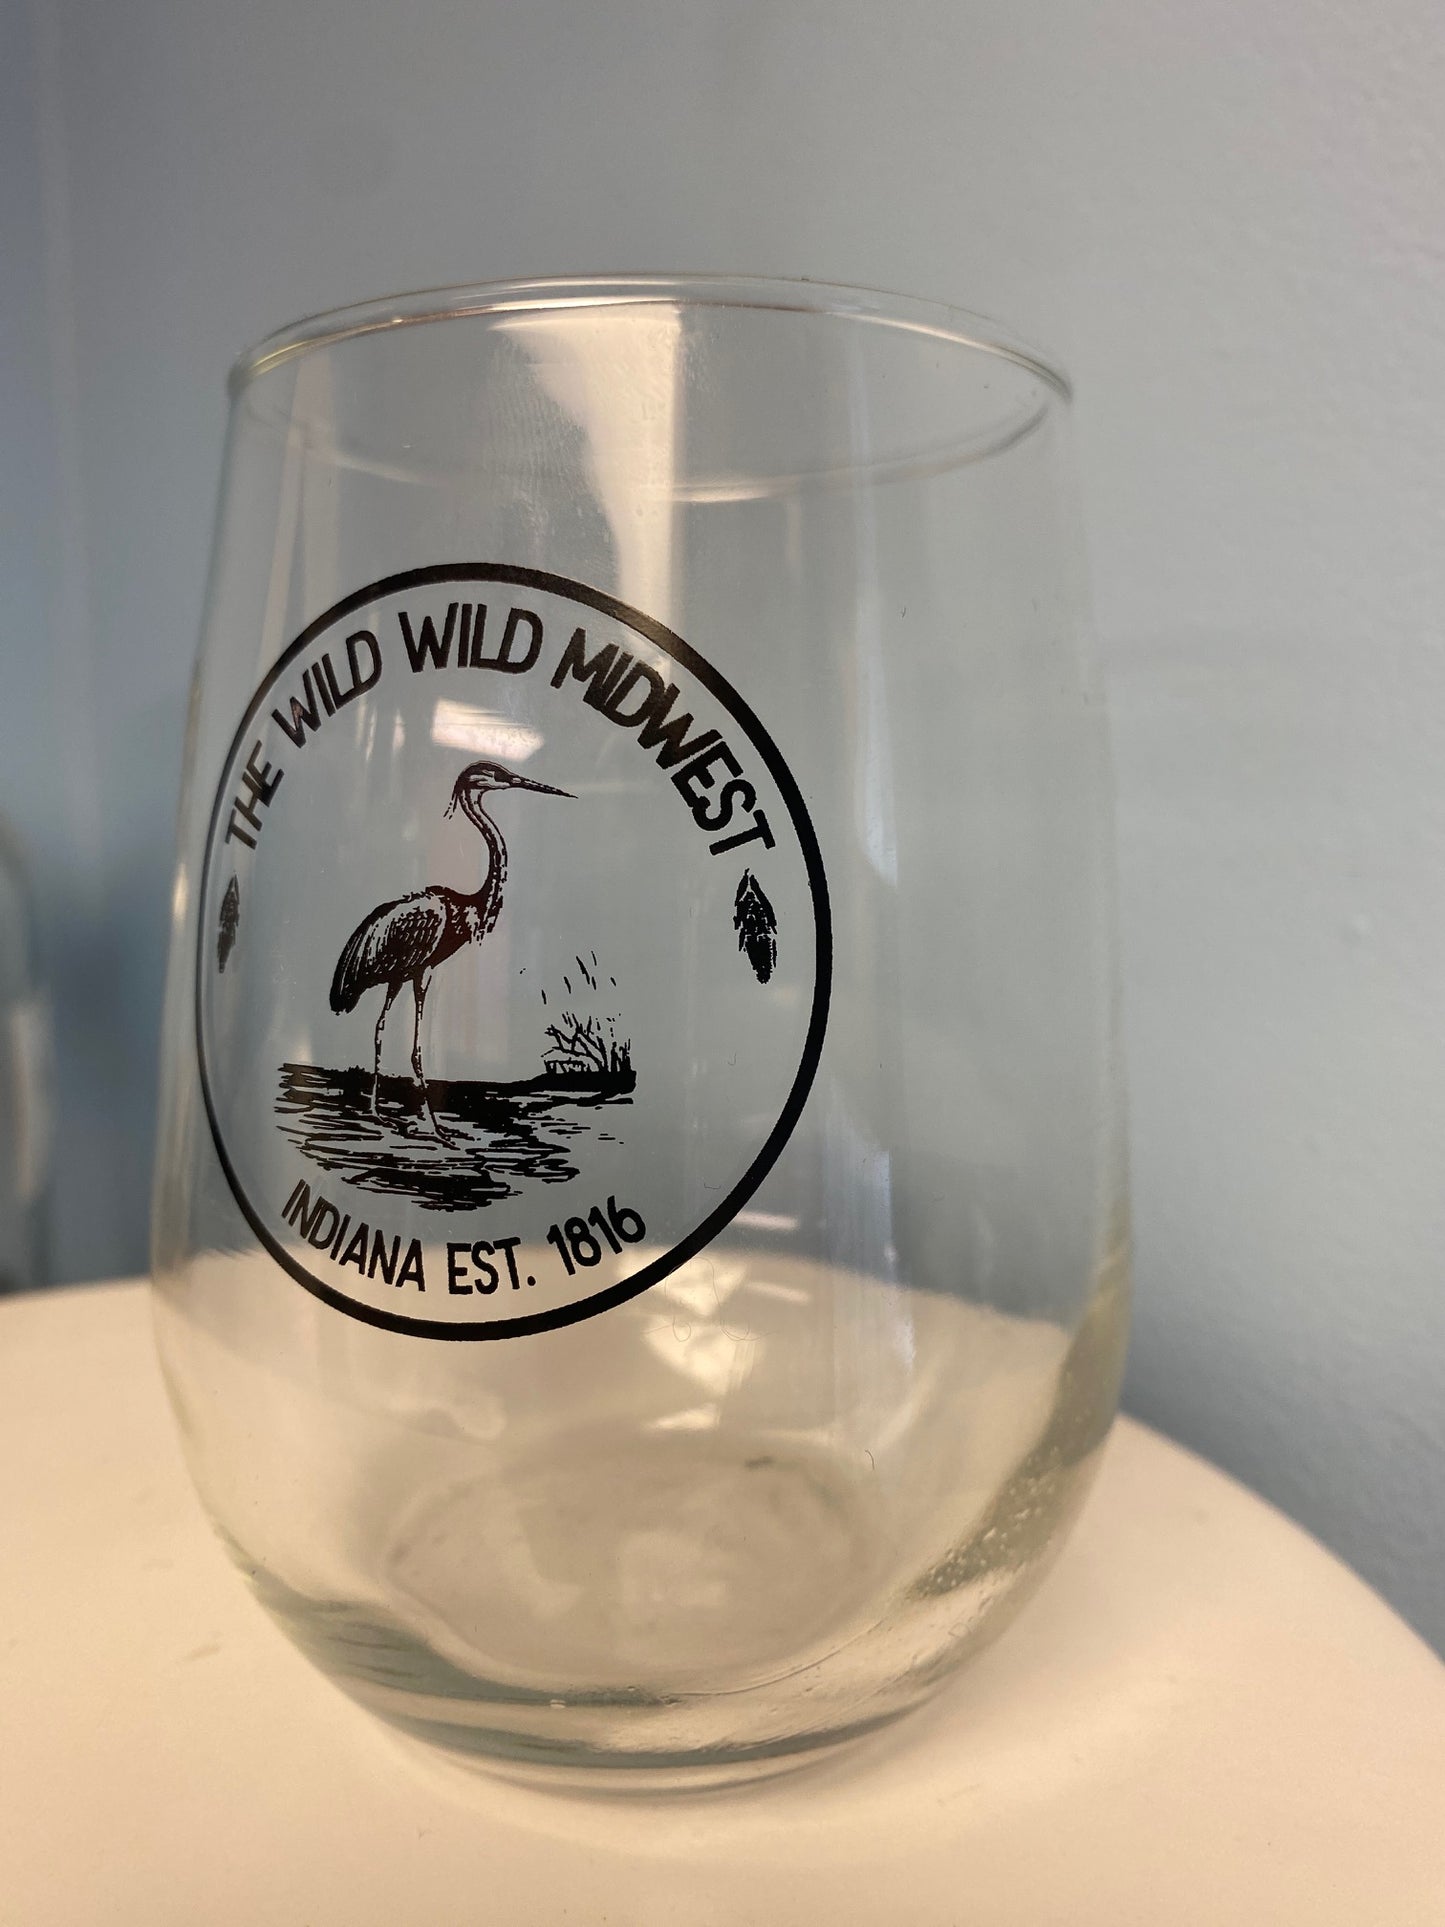 THE WILD WILD MIDWEST
INDIANA EST. 1816